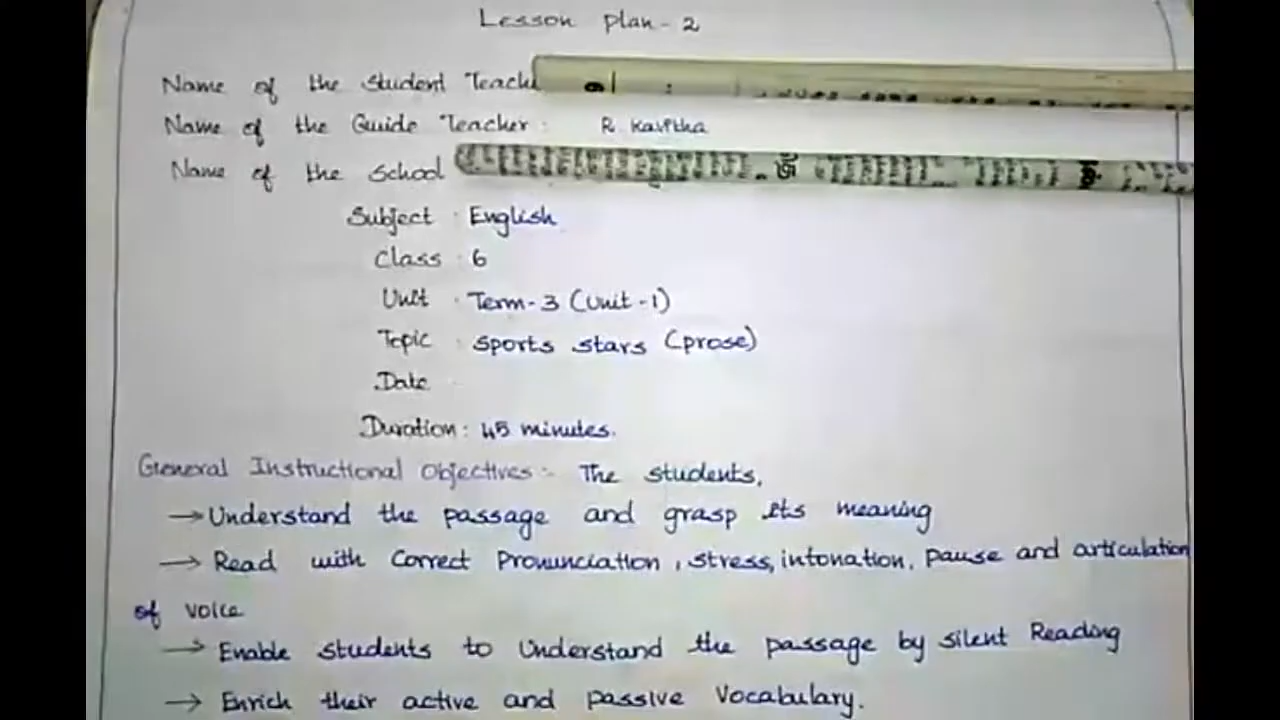 Lesson plan - 2
Name of the Student Teach
Name of the Guide Teacher : R. Kavitha
Name of the School
Subject : English
Class : 6
Unit : Term - 3 (Unit - 1)
Topic : Sports stars (prose)
Date :
Duration : 45 minutes.
General Instructional Objectives :- The students,
→ Understand the passage and grasp its meaning
→ Read with Correct Pronunciation, stress, intonation, pause and articulation
of voice
→ Enable students to Understand the passage by silent Reading
→ Enrich their active and passive Vocabulary.